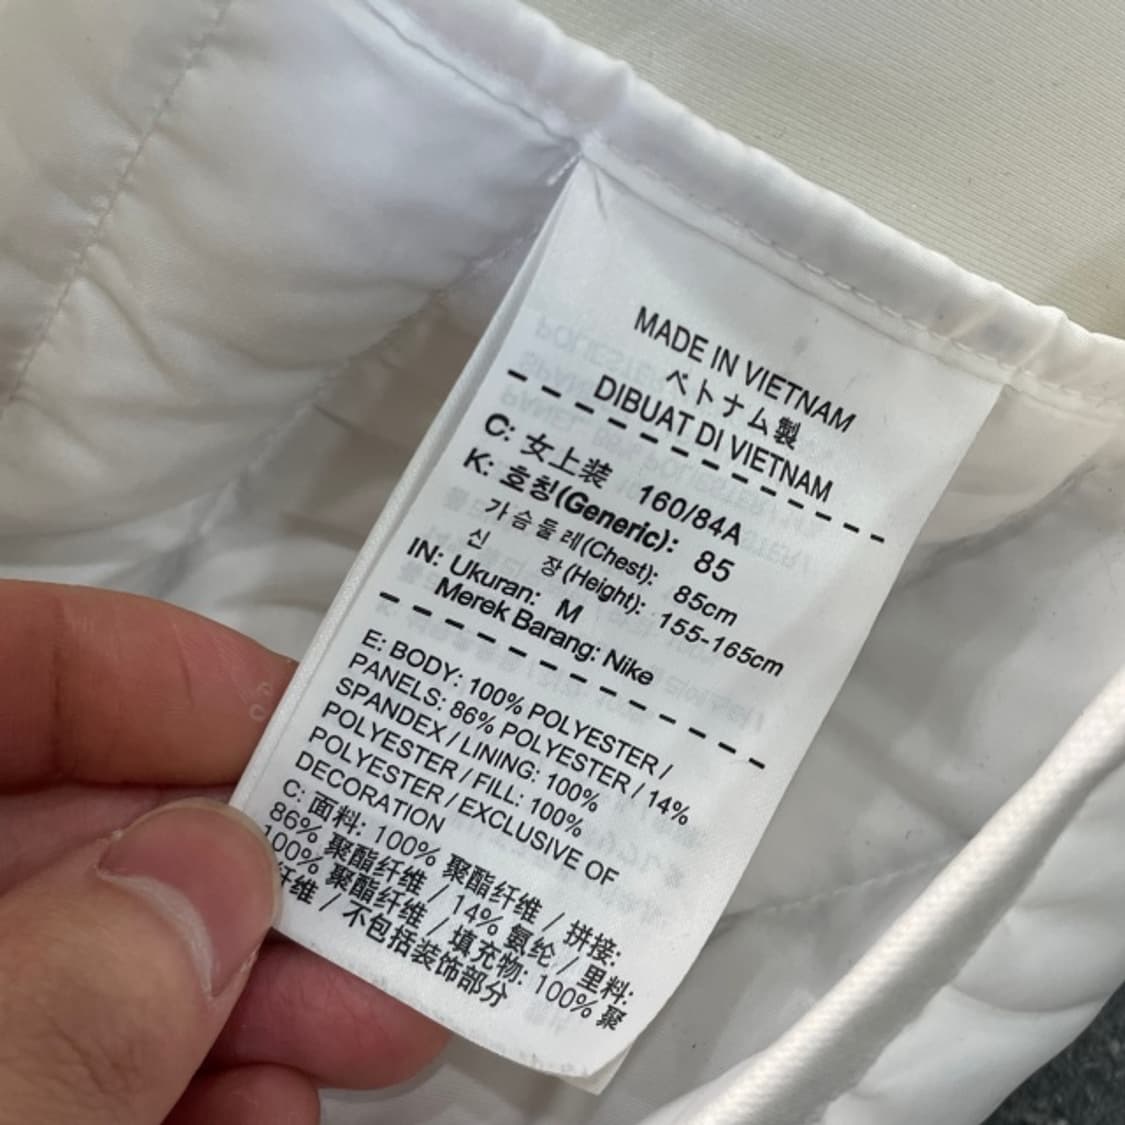 MADE IN VIETNAM
ベトナム製
DIBUAT DI VIETNAM
C: 女上装 160/84A
K: 호칭(Generic): 85
가슴둘레(Chest): 85cm
신 장(Height): 155-165cm
IN: Ukuran: M
Merek Barang: Nike
E: BODY: 100% POLYESTER /
PANELS: 86% POLYESTER / 14%
SPANDEX / LINING: 100%
POLYESTER / FILL: 100%
POLYESTER / EXCLUSIVE OF
DECORATION
C: 面料: 100% 聚酯纤维 / 拼接:
86% 聚酯纤维 / 14% 氨纶 / 里料:
100% 聚酯纤维 / 填充物: 100% 聚
纤维 / 不包括装饰部分